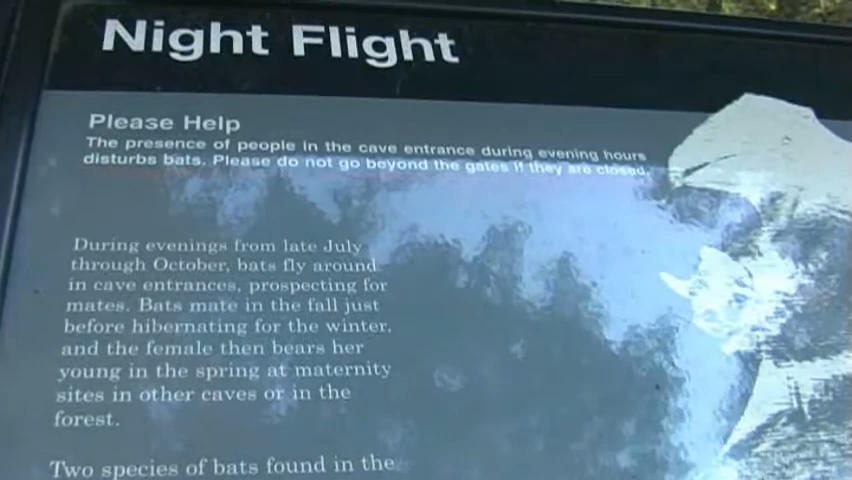 Night Flight
Please Help
The presence of people in the cave entrance during evening hours
disturbs bats. Please do not go beyond the gates if they are closed.
During evenings from late July
through October, bats fly around
in cave entrances, prospecting for
mates. Bats mate in the fall just
before hibernating for the winter,
and the female then bears her
young in the spring at maternity
sites in other caves or in the
forest.
Two species of bats found in the